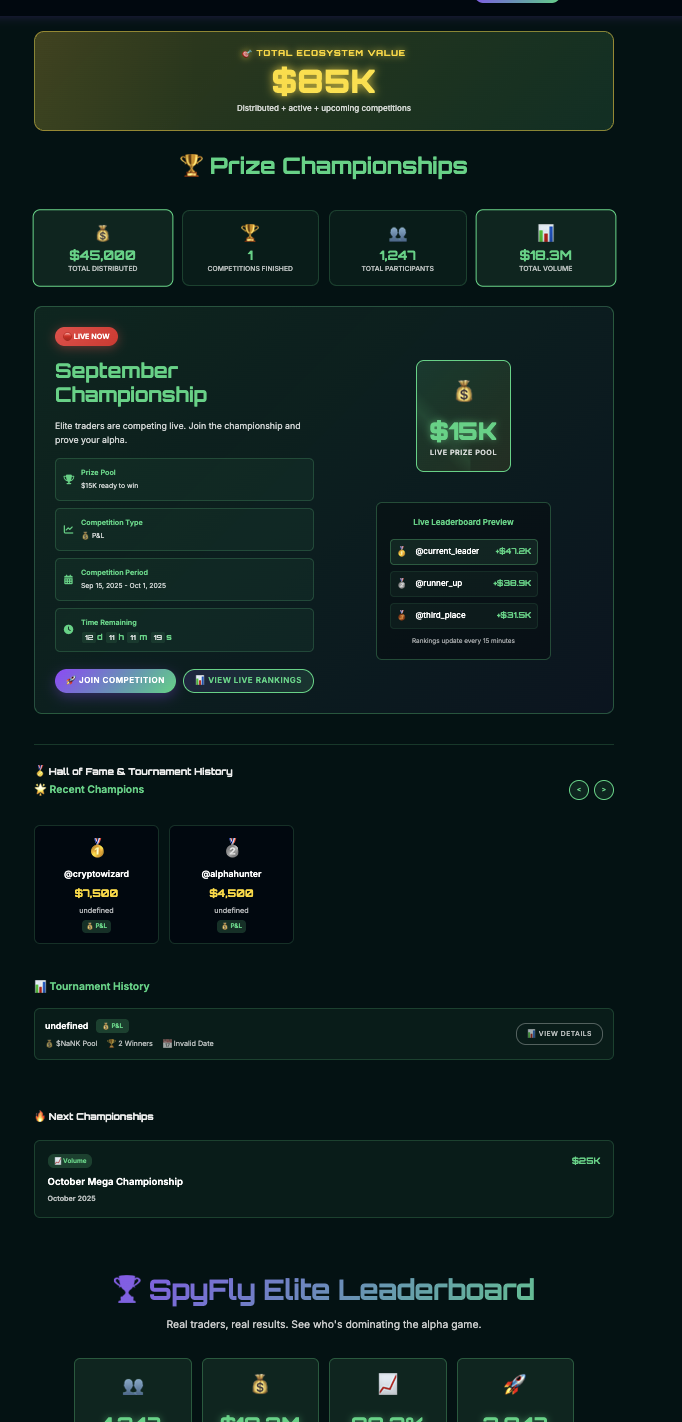 TOTAL ECOSYSTEM VALUE
$85K
Distributed + active + upcoming competitions
Prize Championships
$45,000
TOTAL DISTRIBUTED
1
COMPETITIONS FINISHED
1,247
TOTAL PARTICIPANTS
$18.3M
TOTAL VOLUME
LIVE NOW
September
Championship
Elite traders are competing live. Join the championship and
prove your alpha.
Prize Pool
$15K ready to win
Competition Type
P&L
Competition Period
Sep 15, 2025 - Oct 1, 2025
Time Remaining
12 d 11 h 11 m 19 s
JOIN COMPETITION
VIEW LIVE RANKINGS
$15K
LIVE PRIZE POOL
Live Leaderboard Preview
@current_leader +$47.2K
@runner_up +$38.9K
@third_place +$31.5K
Rankings update every 15 minutes
Hall of Fame & Tournament History
Recent Champions
< >
@cryptowizard
$7,500
undefined
P&L
@alphahunter
$4,500
undefined
P&L
Tournament History
undefined P&L
$NaNK Pool 2 Winners Invalid Date
VIEW DETAILS
Next Championships
Volume
$25K
October Mega Championship
October 2025
SpyFly Elite Leaderboard
Real traders, real results. See who's dominating the alpha game.